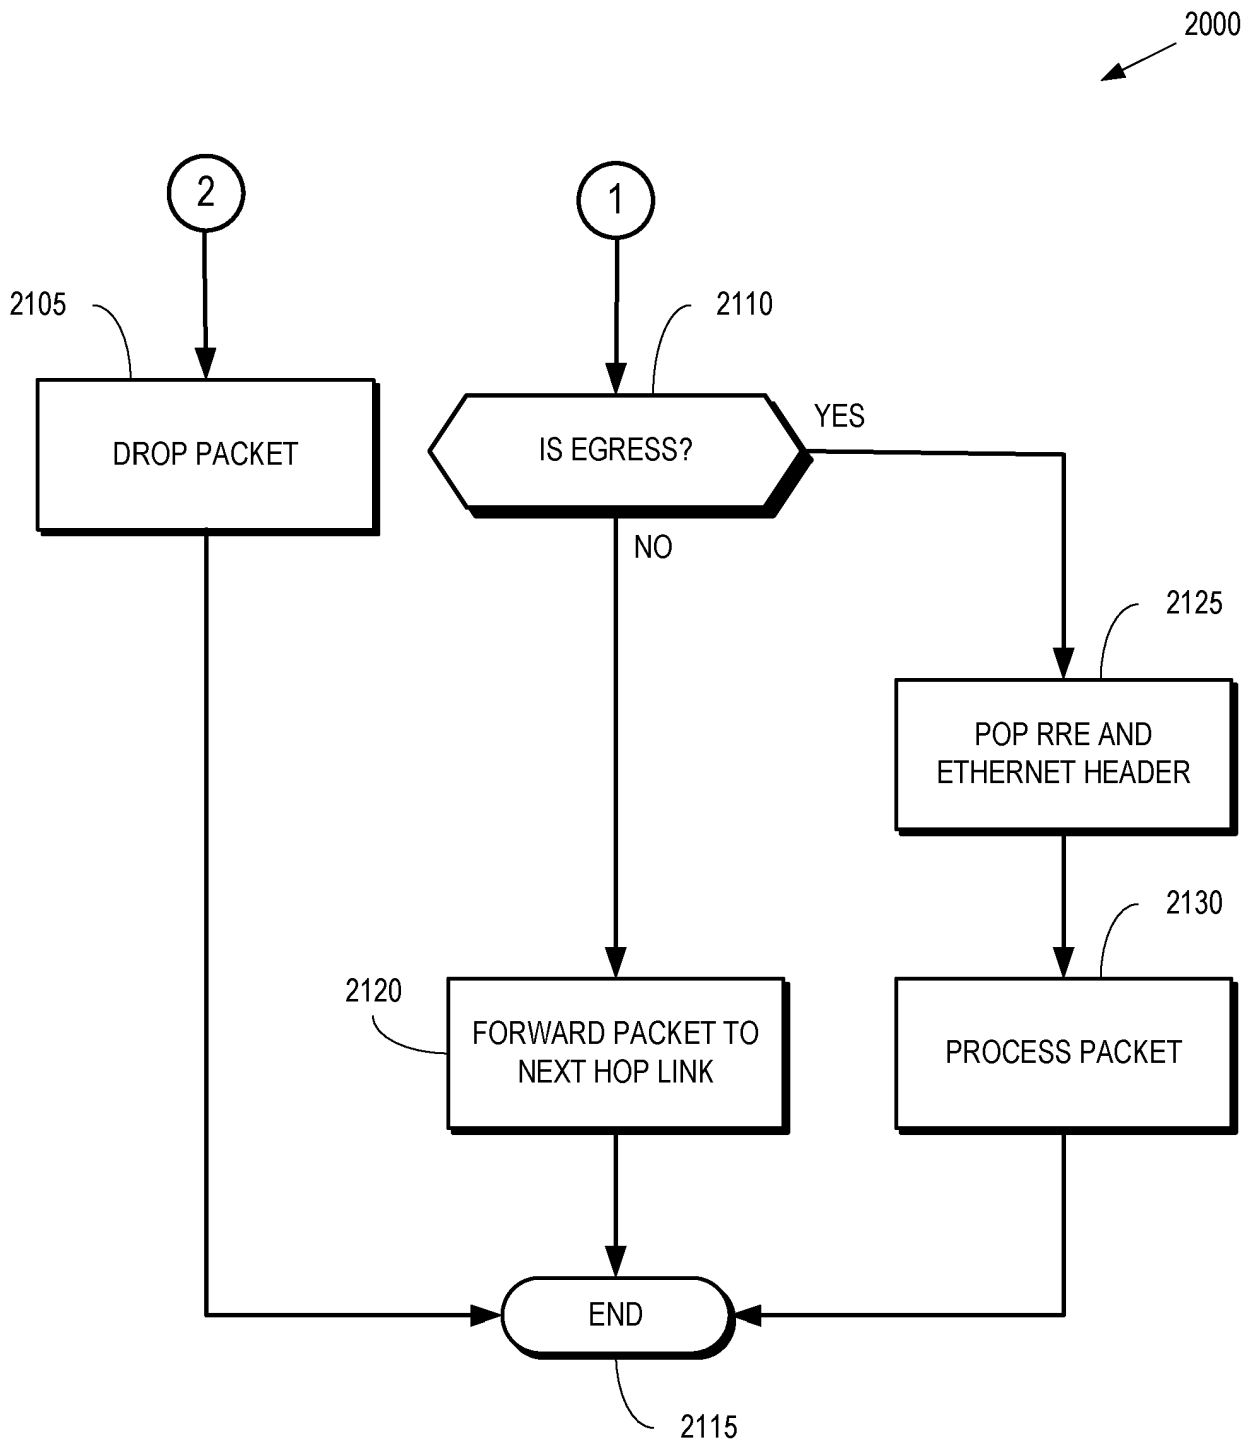 2000
2
1
2105
2110
DROP PACKET
IS EGRESS?
YES
NO
2125
POP RRE AND
ETHERNET HEADER
2130
2120
FORWARD PACKET TO
NEXT HOP LINK
PROCESS PACKET
END
2115